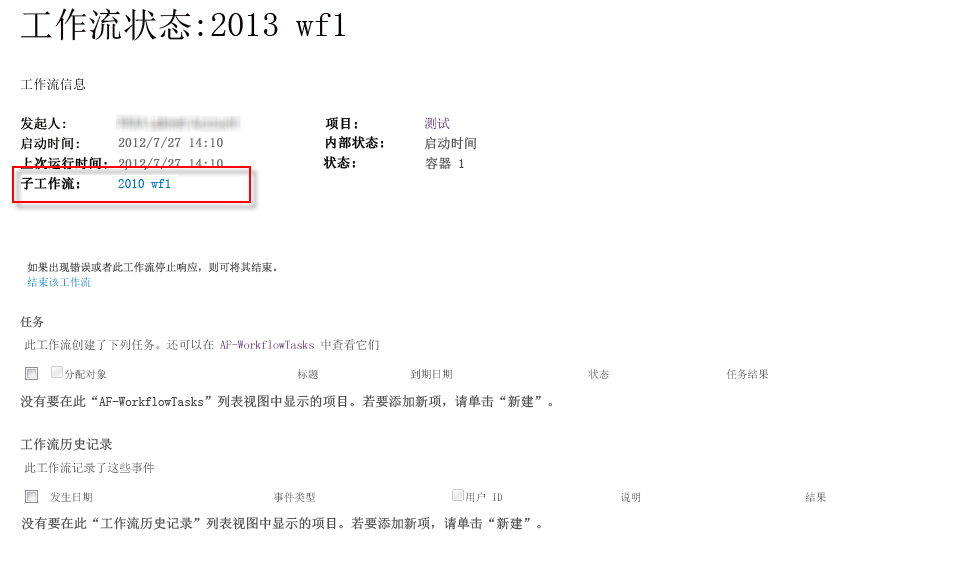 工作流状态:2013 wf1
工作流信息
发起人:
项目: 测试
启动时间: 2012/7/27 14:10
内部状态: 启动时间
上次运行时间: 2012/7/27 14:10
状态: 容器 1
子工作流: 2010 wf1
如果出现错误或者此工作流停止响应，则可将其结束。
结束该工作流
任务
此工作流创建了下列任务。还可以在 AF-WorkflowTasks 中查看它们
分配对象 标题 到期日期 状态 任务结果
没有要在此“AF-WorkflowTasks”列表视图中显示的项目。若要添加新项，请单击“新建”。
工作流历史记录
此工作流记录了这些事件
发生日期 事件类型 用户 ID 说明 结果
没有要在此“工作流历史记录”列表视图中显示的项目。若要添加新项，请单击“新建”。